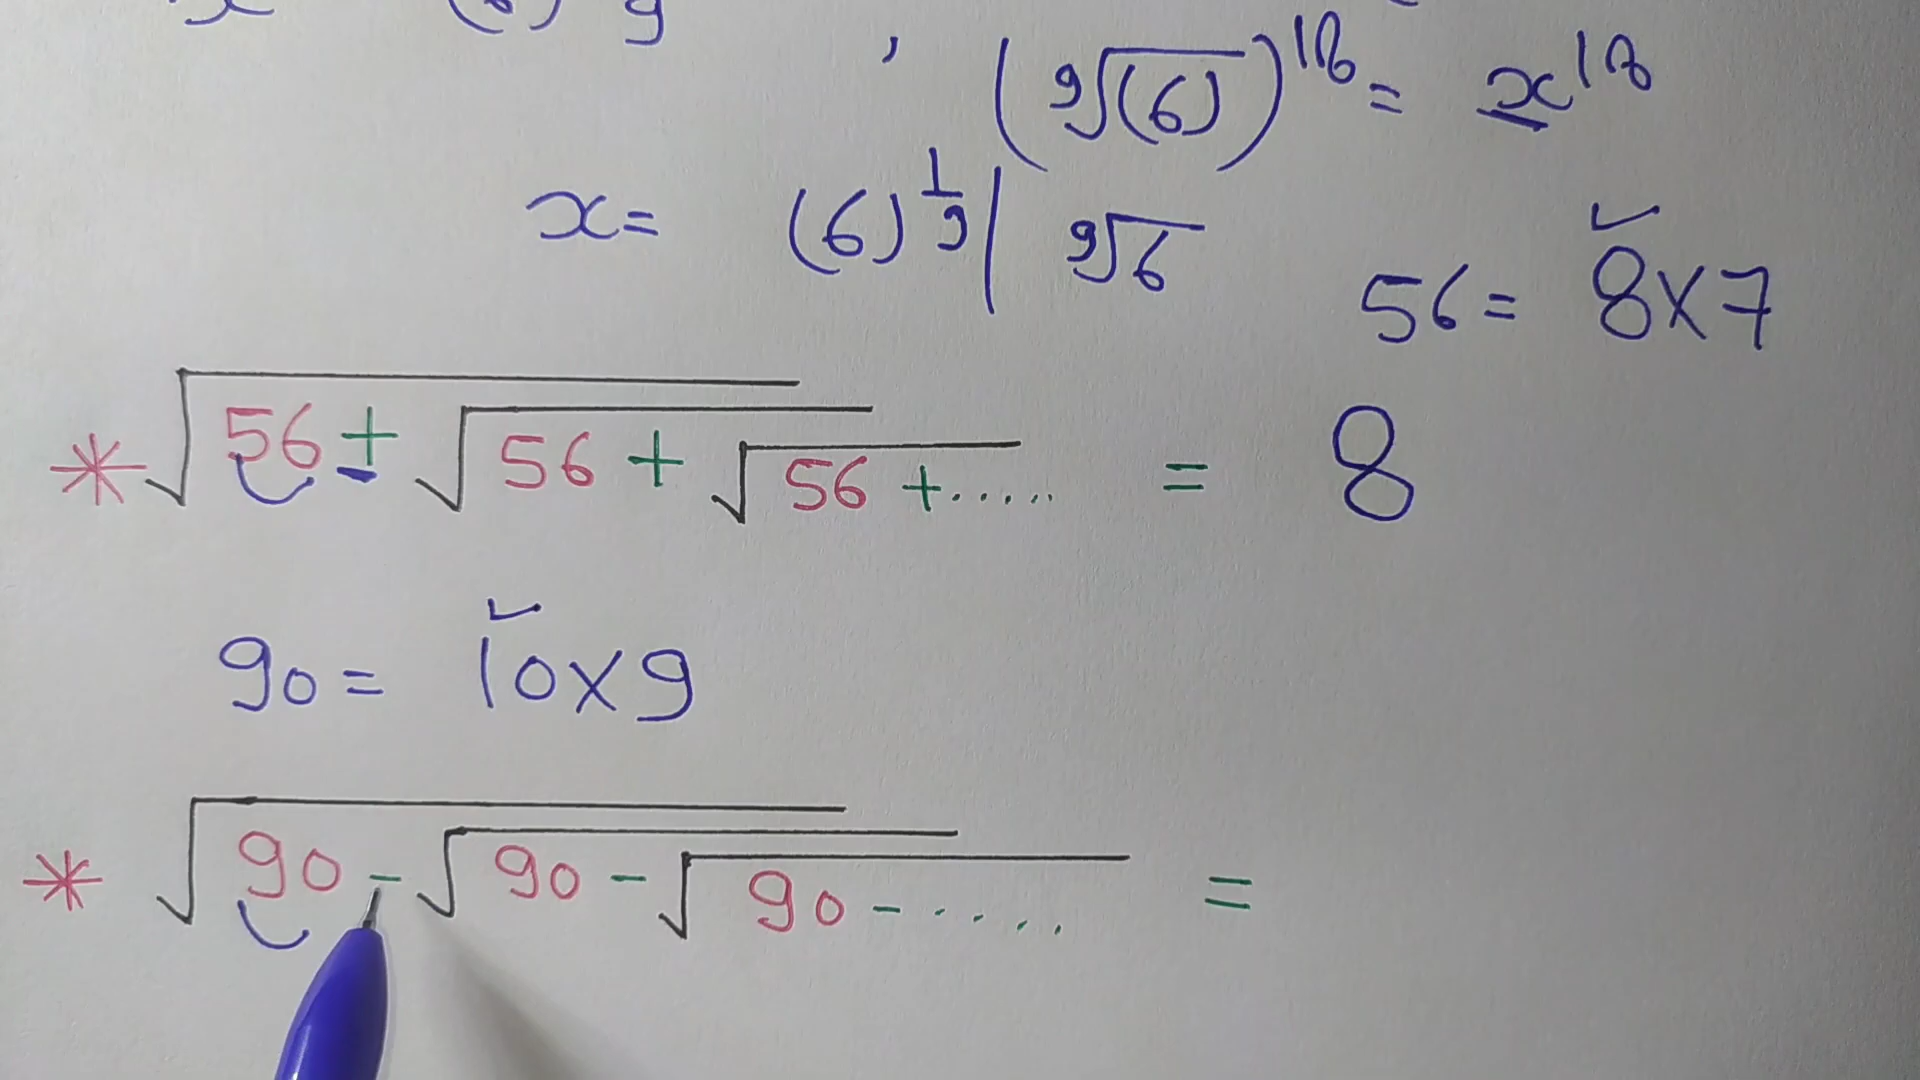 , (⁹√(6))¹⁸ = x¹⁸
x = (6)^1/9 | ⁹√6
56 = 8×7
* √56 + √56 + √56 + ..... = 8
90 = 10×9
* √90 - √90 - √90 - ..... =